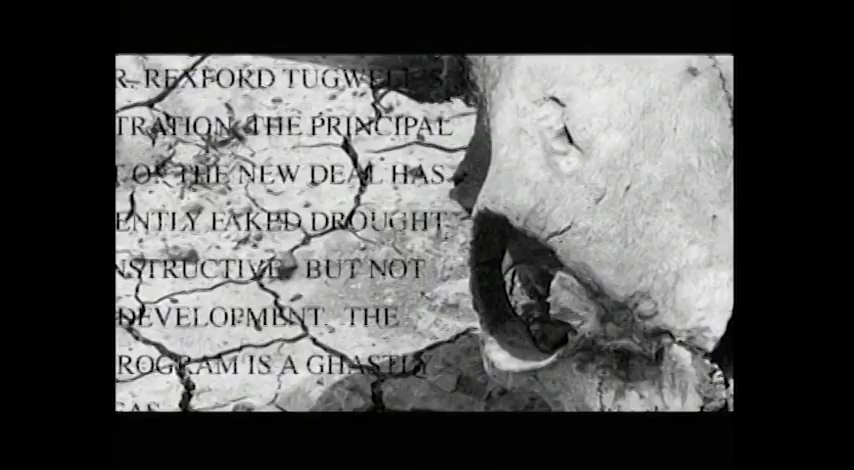 R. REXFORD TUGWELL'S
TRATION, THE PRINCIPAL
OF THE NEW DEAL HAS
ENTLY FAKED DROUGHT
NSTRUCTIVE, BUT NOT
DEVELOPMENT. THE
ROGRAM IS A GHASTLY